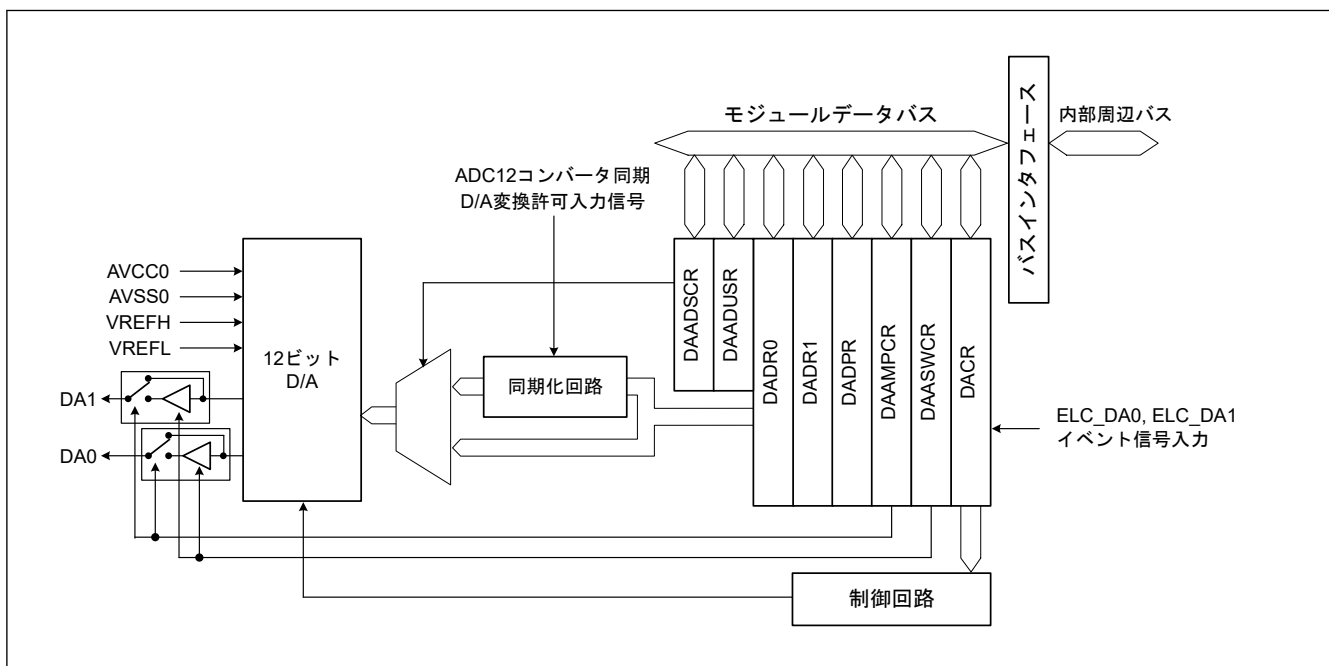 モジュールデータバス
バスインタフェース
内部周辺バス
ADC12コンバータ同期
D/A変換許可入力信号
AVCC0
AVSS0
VREFH
VREFL
12ビット
D/A
同期化回路
DAADSCR
DAADUSR
DADR0
DADR1
DADPR
DAAMPCR
DAASWCR
DACR
DA1
DA0
ELC_DA0, ELC_DA1
イベント信号入力
制御回路